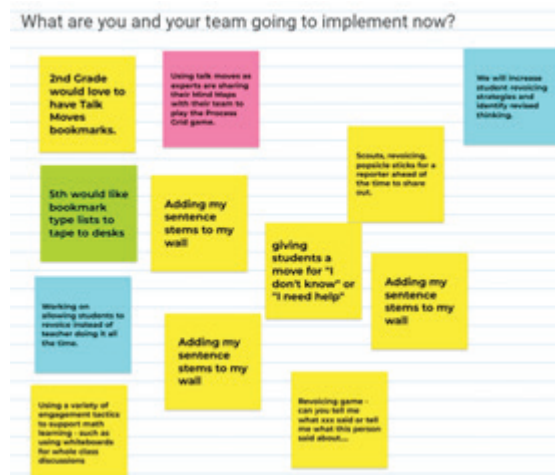 What are you and your team going to implement now?
2nd Grade
would love to
have Talk
Moves
bookmarks.
Using talk moves as
experts are sharing
their Mind Maps
with their team to
play the Process
Grid game.
We will increase
student revoicing
strategies and
identify revised
thinking.
Scouts, revoicing,
popsicle sticks for a
reporter ahead of
the time to share
out.
5th would like
bookmark
type lists to
tape to desks
Adding my
sentence
stems to my
wall
giving
students a
move for "I
don't know" or
"I need help"
Adding my
sentence
stems to my
wall
Working on
allowing students to
revoice instead of
teacher doing it all
the time.
Adding my
sentence
stems to my
wall
Using a variety of
engagement tactics
to support math
learning - such as
using whiteboards
for whole class
discussions
Revoicing game -
can you tell me
what xxx said or tell
me what this person
said about....